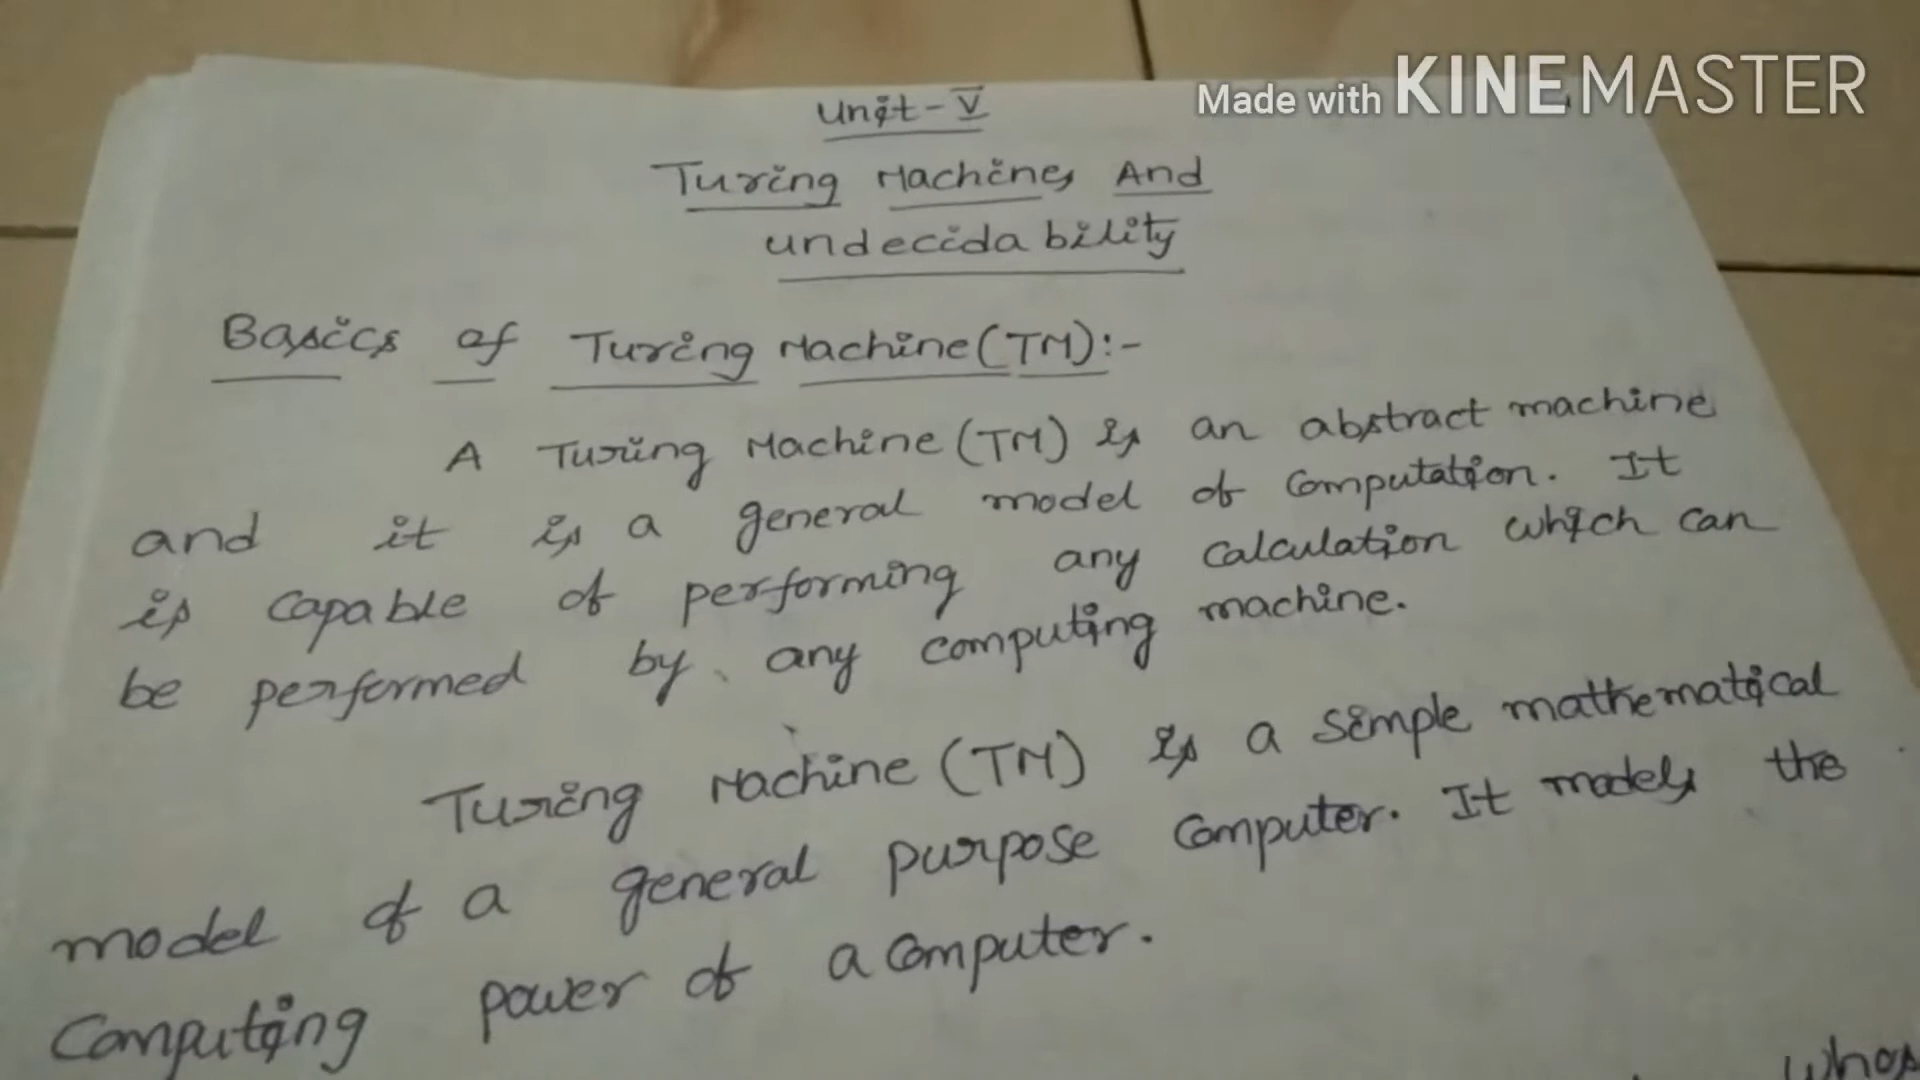 Made with KINEMASTER
Unit-V
Turing Machines And
undecidability
Basics of Turing Machine(TM):-
A Turing Machine (TM) is an abstract machine
and it is a general model of computation. It
is capable of performing any calculation which can
be performed by any computing machine.
Turing Machine (TM) is a simple mathematical
model of a general purpose computer. It models the
computing power of a computer.